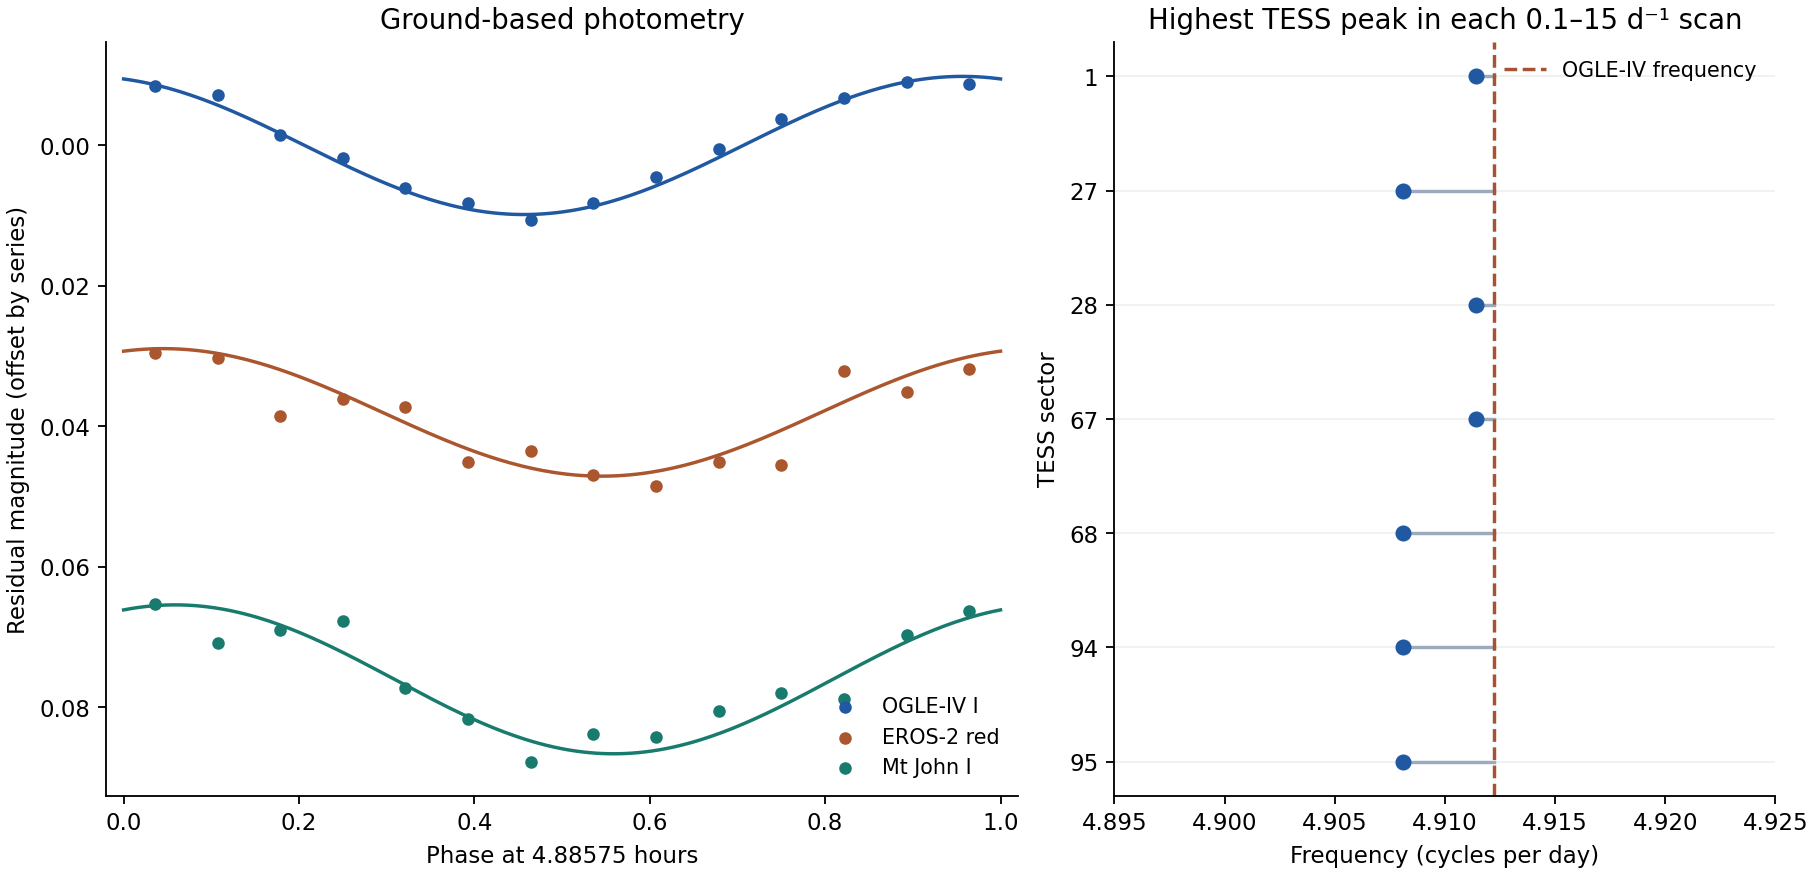 Ground-based photometry
Residual magnitude (offset by series)
0.00
0.02
0.04
0.06
0.08
OGLE-IV I
EROS-2 red
Mt John I
0.0
0.2
0.4
0.6
0.8
1.0
Phase at 4.88575 hours
Highest TESS peak in each 0.1–15 d⁻¹ scan
OGLE-IV frequency
TESS sector
1
27
28
67
68
94
95
4.895
4.900
4.905
4.910
4.915
4.920
4.925
Frequency (cycles per day)